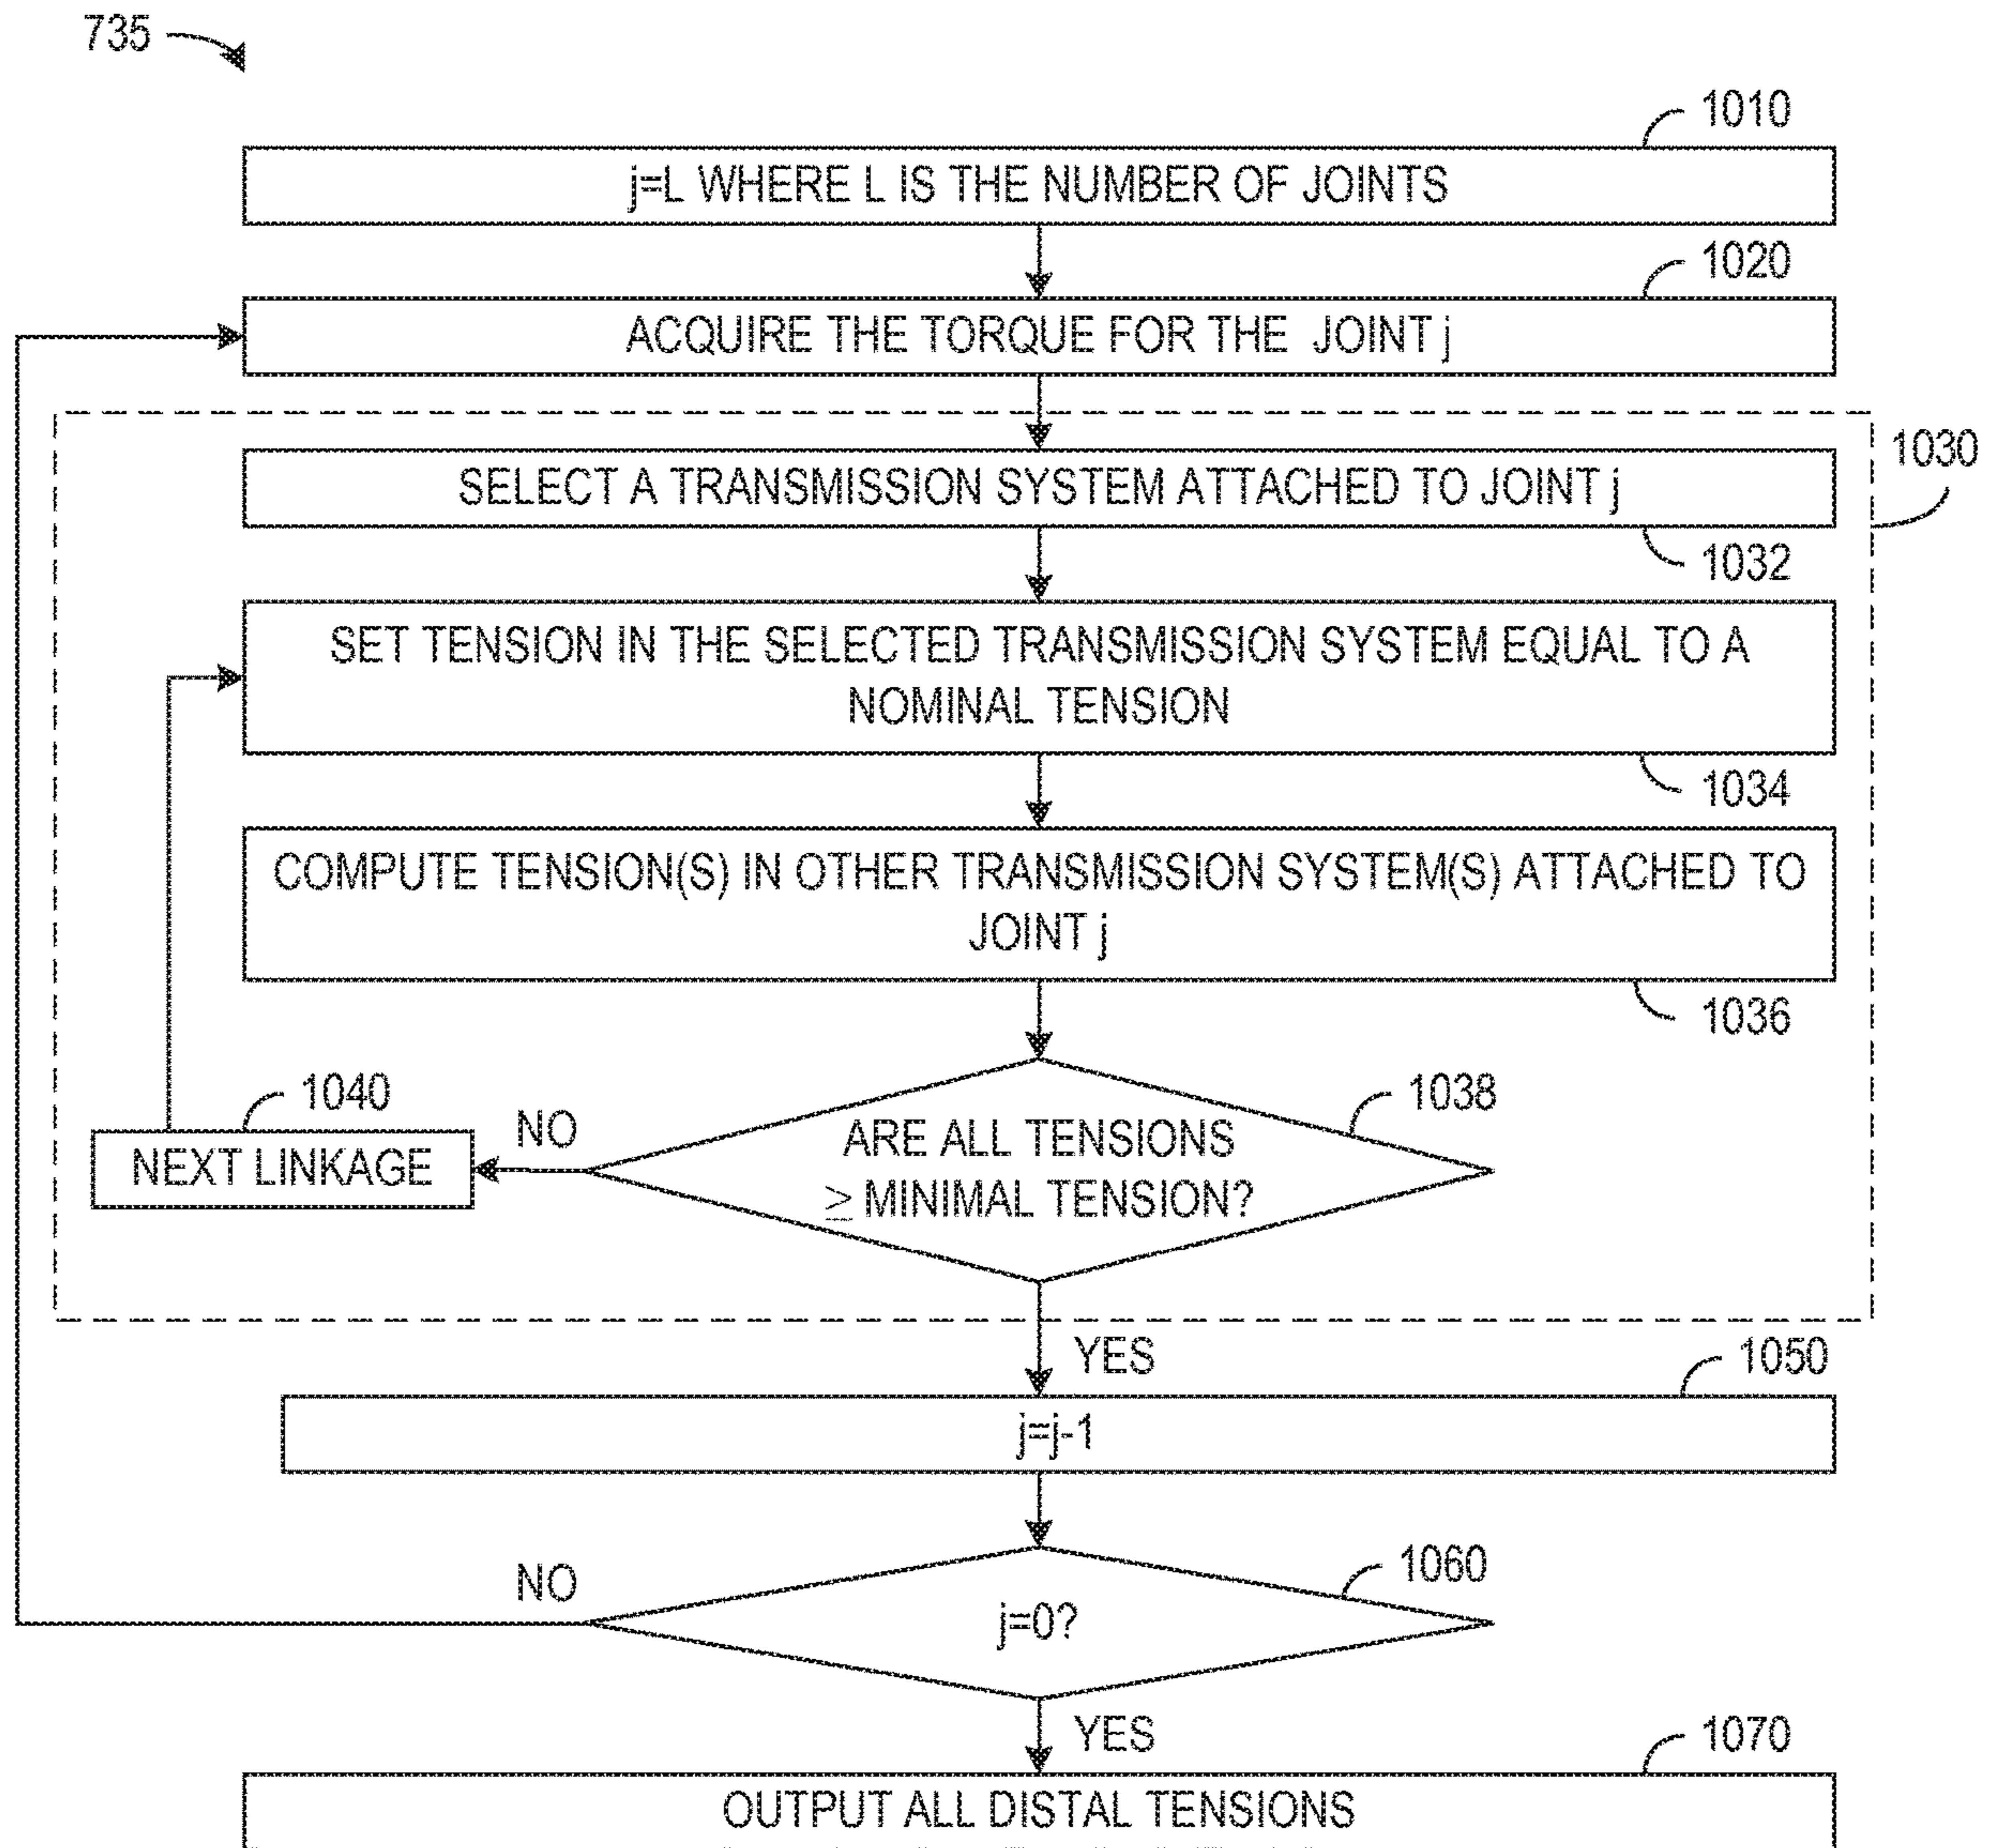 735
1010
j=L WHERE L IS THE NUMBER OF JOINTS
1020
ACQUIRE THE TORQUE FOR THE JOINT j
1030
SELECT A TRANSMISSION SYSTEM ATTACHED TO JOINT j
1032
SET TENSION IN THE SELECTED TRANSMISSION SYSTEM EQUAL TO A
NOMINAL TENSION
1034
COMPUTE TENSION(S) IN OTHER TRANSMISSION SYSTEM(S) ATTACHED TO
JOINT j
1036
1038
ARE ALL TENSIONS
≥ MINIMAL TENSION?
NO
1040
NEXT LINKAGE
YES
1050
j=j-1
1060
j=0?
NO
YES
1070
OUTPUT ALL DISTAL TENSIONS